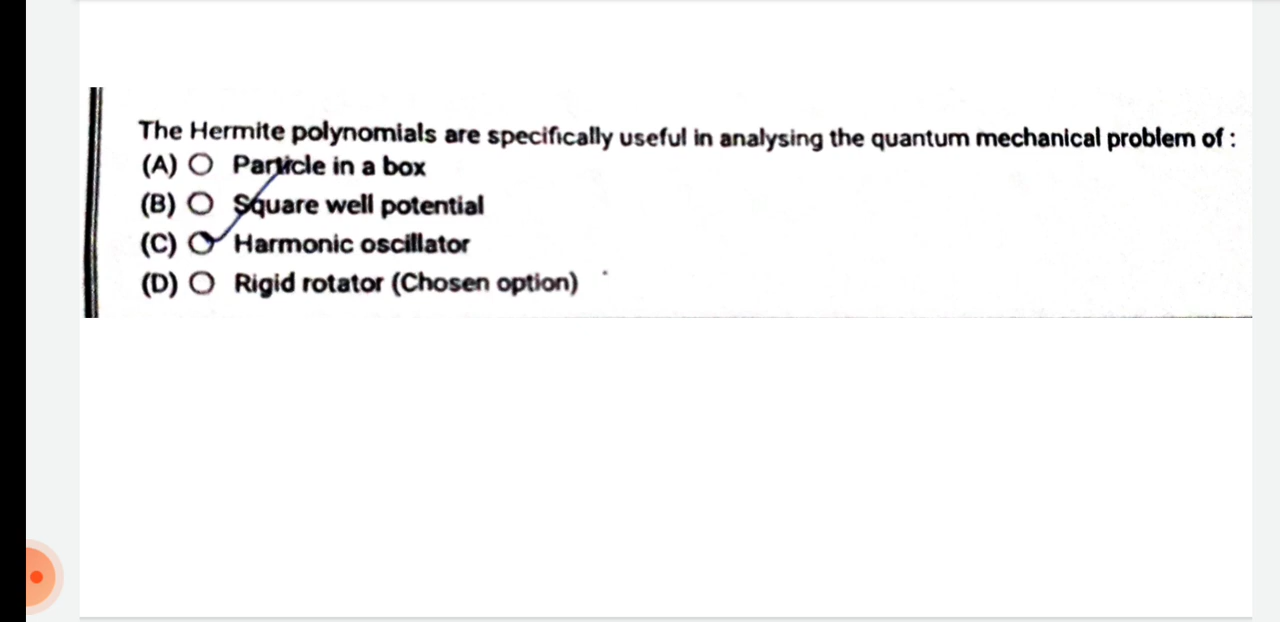 The Hermite polynomials are specifically useful in analysing the quantum mechanical problem of :
(A) Particle in a box
(B) Square well potential
(C) Harmonic oscillator
(D) Rigid rotator (Chosen option)